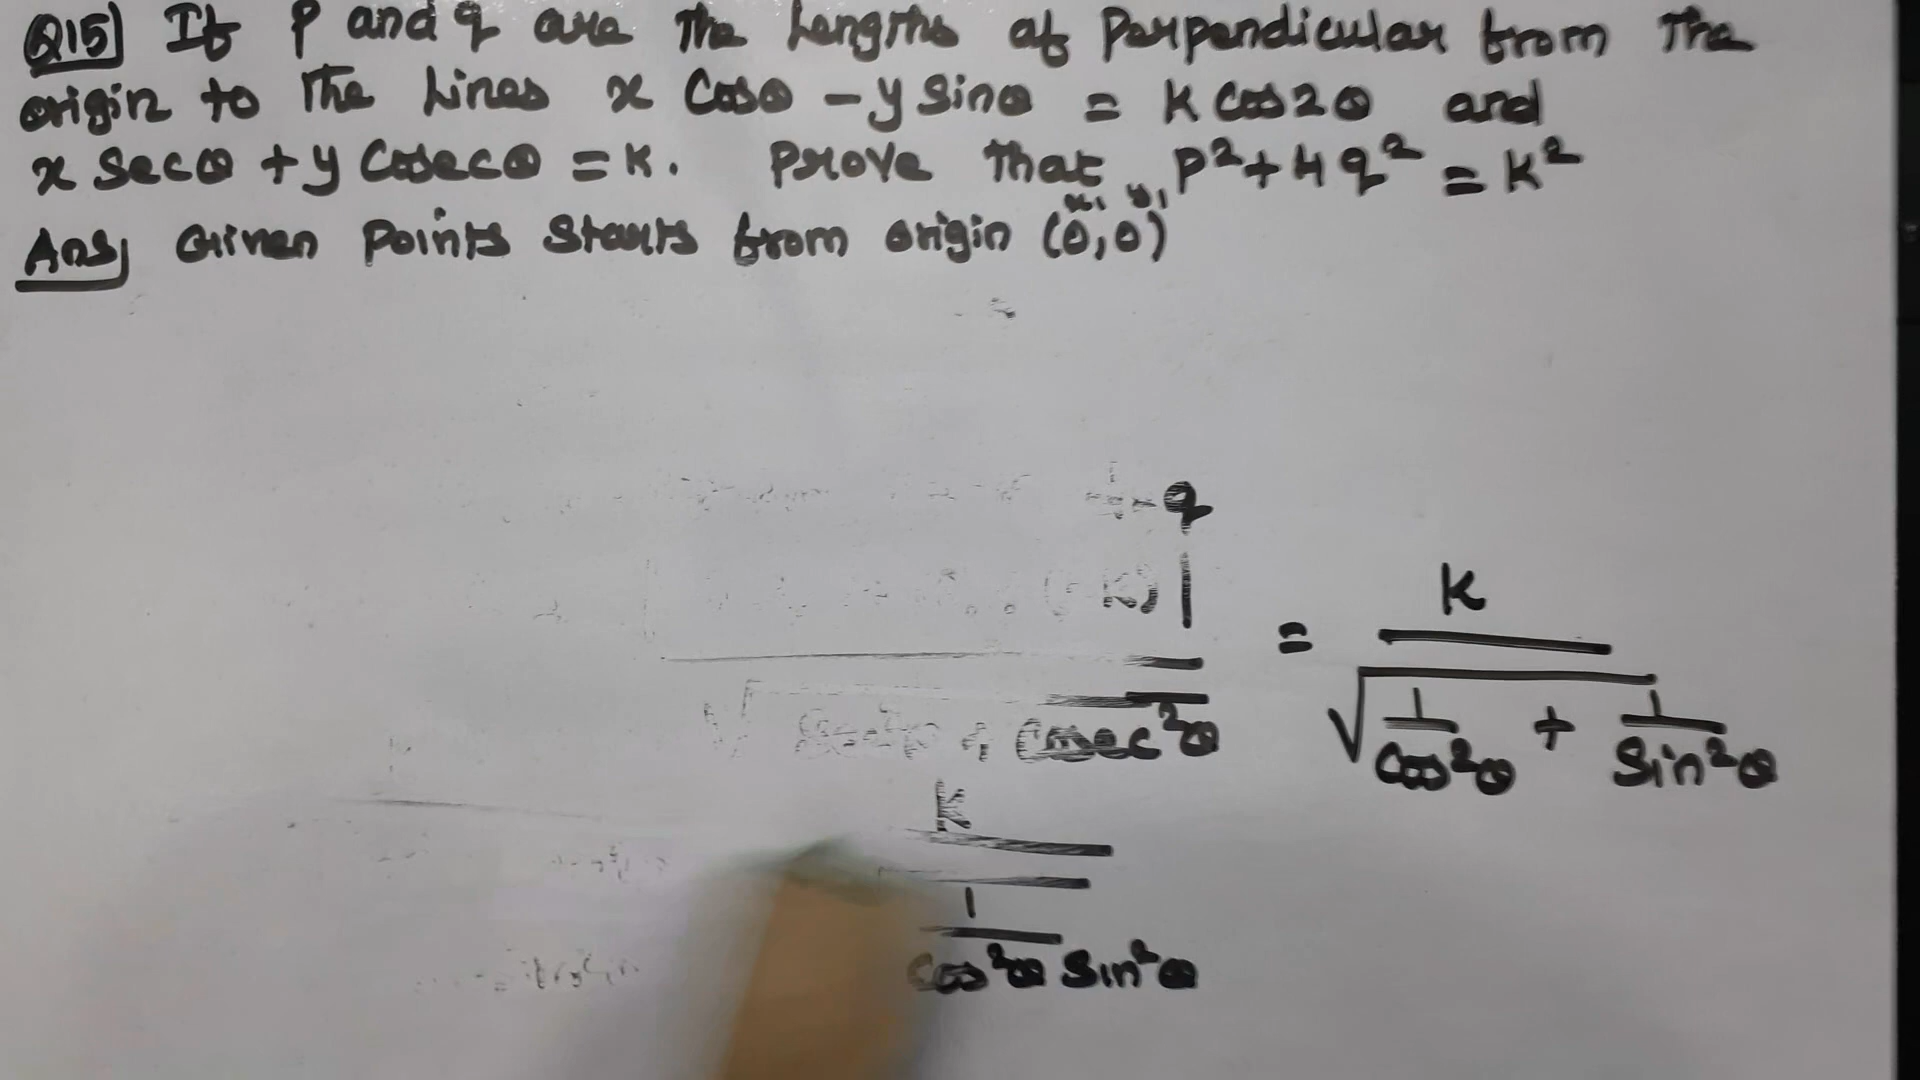 Q15] If P and q are The Lengths of Perpendicular from The
origin to The Lines x Cosθ - y Sinθ = K Cos2θ and
x Secθ + y Cosecθ = K. Prove That P² + 4q² = K²
x₁ y₁
Ans, Given Points Starts from origin (0,0)
q
K)| = K
Cosec²θ √ 1/Cos²θ + 1/Sin²θ
K
1
Cos²θ Sin²θ